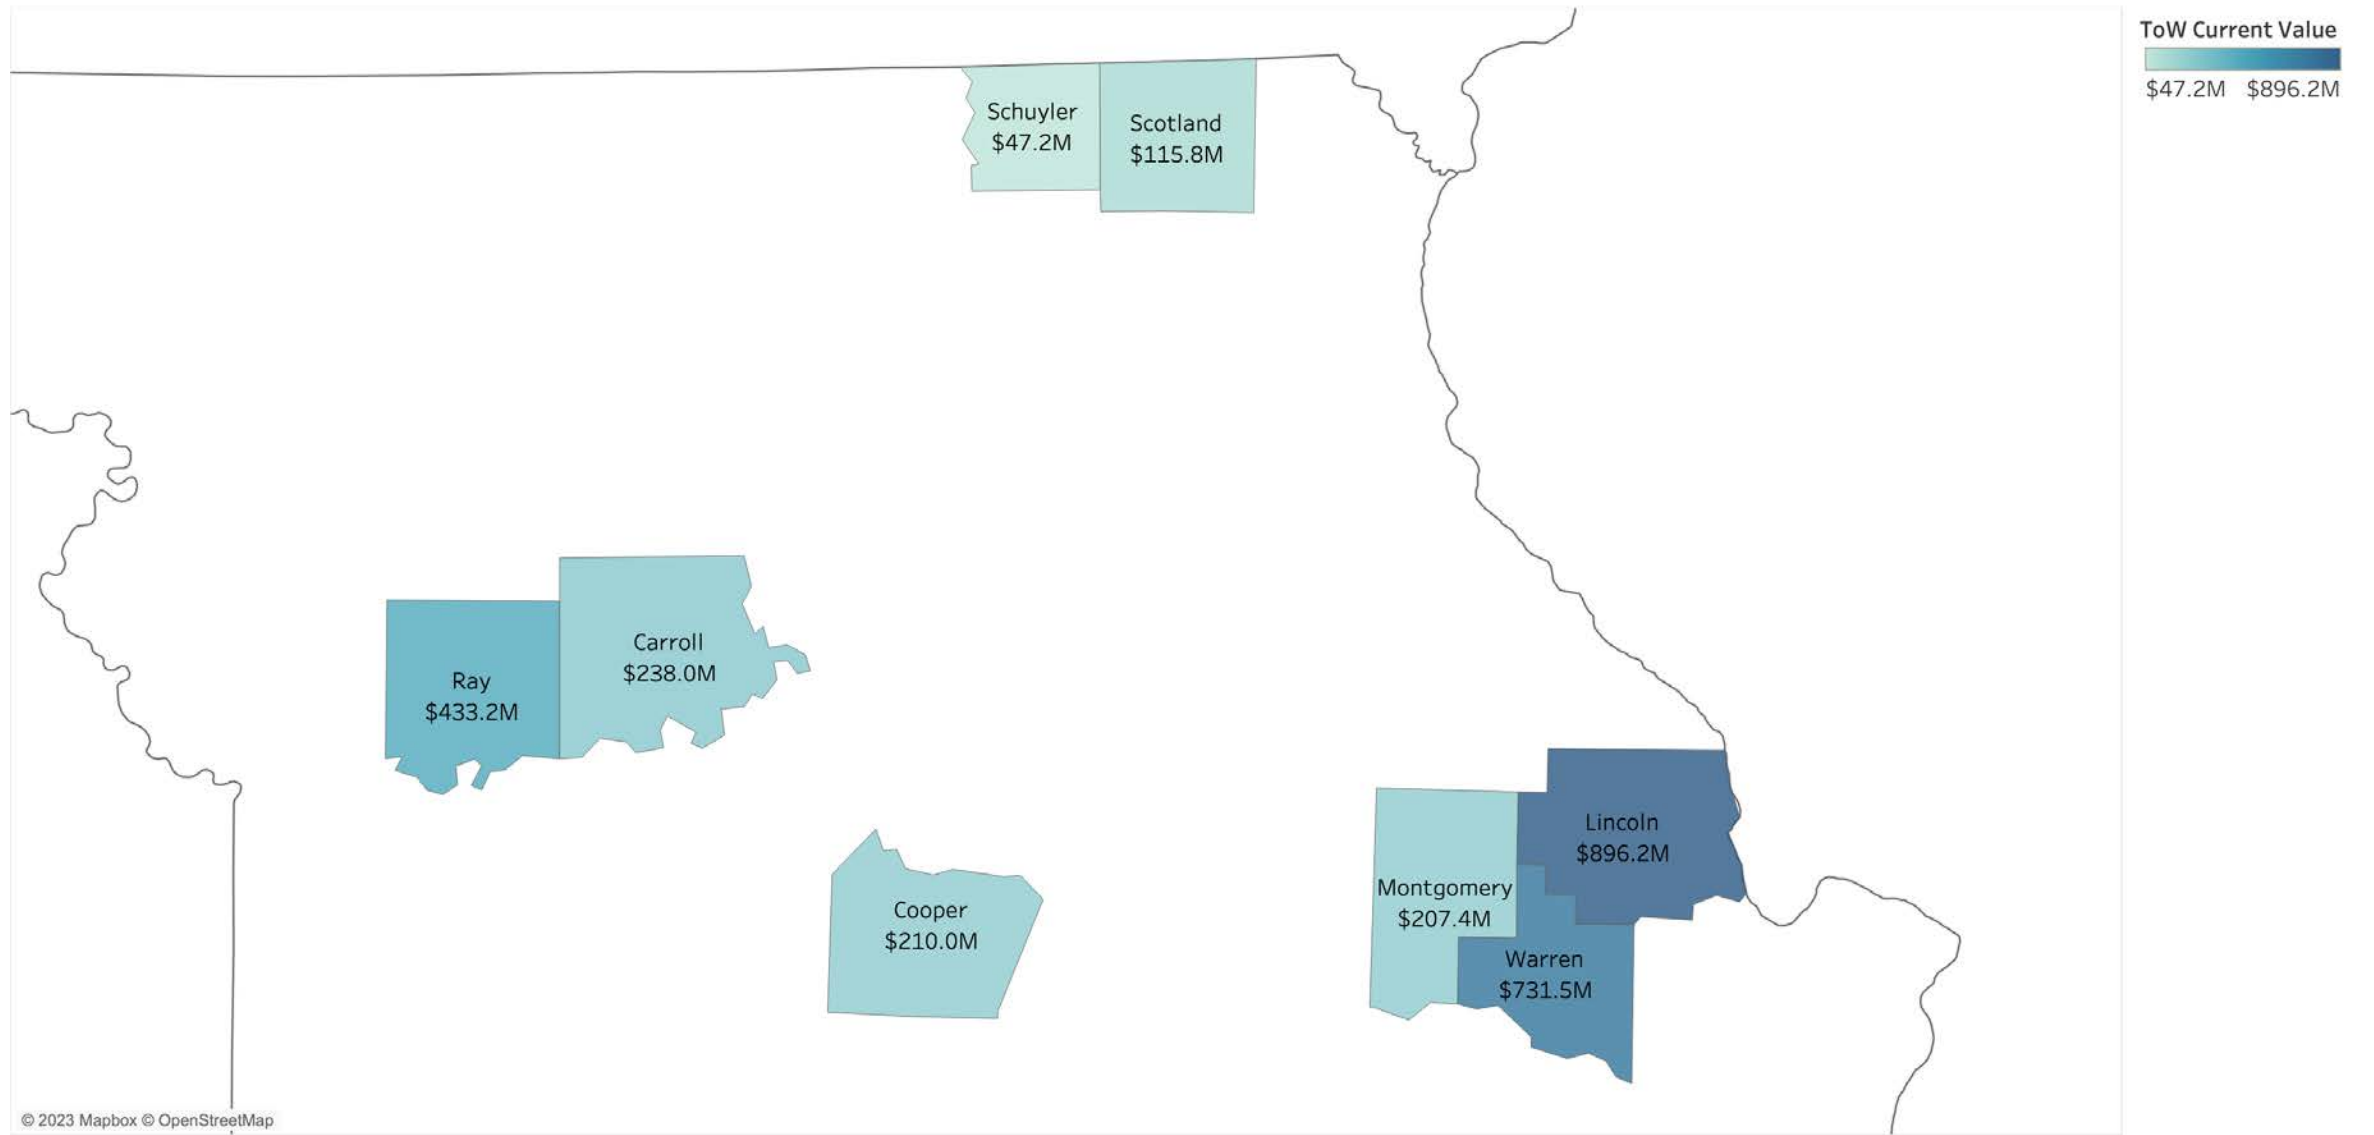 ToW Current Value
$47.2M $896.2M
Schuyler
$47.2M
Scotland
$115.8M
Carroll
$238.0M
Ray
$433.2M
Lincoln
$896.2M
Montgomery
$207.4M
Cooper
$210.0M
Warren
$731.5M
© 2023 Mapbox © OpenStreetMap